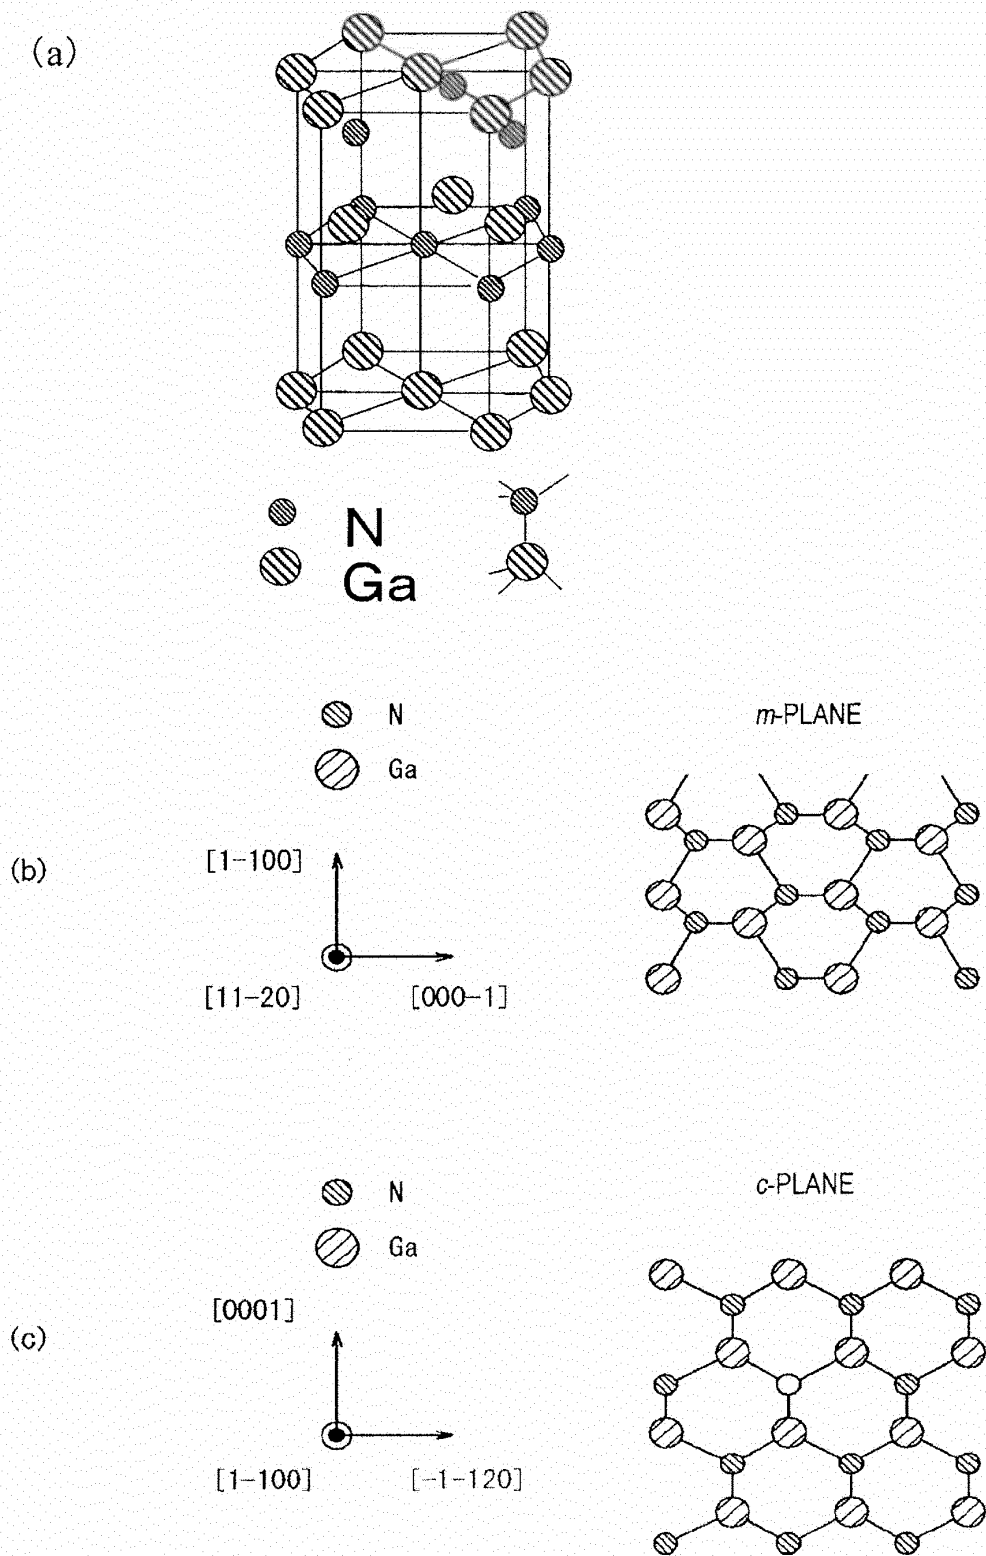 (a)
N
Ga
N
m-PLANE
Ga
(b)
[1-100]
[11-20]
[000-1]
N
c-PLANE
Ga
[0001]
(c)
[1-100]
[-1-120]